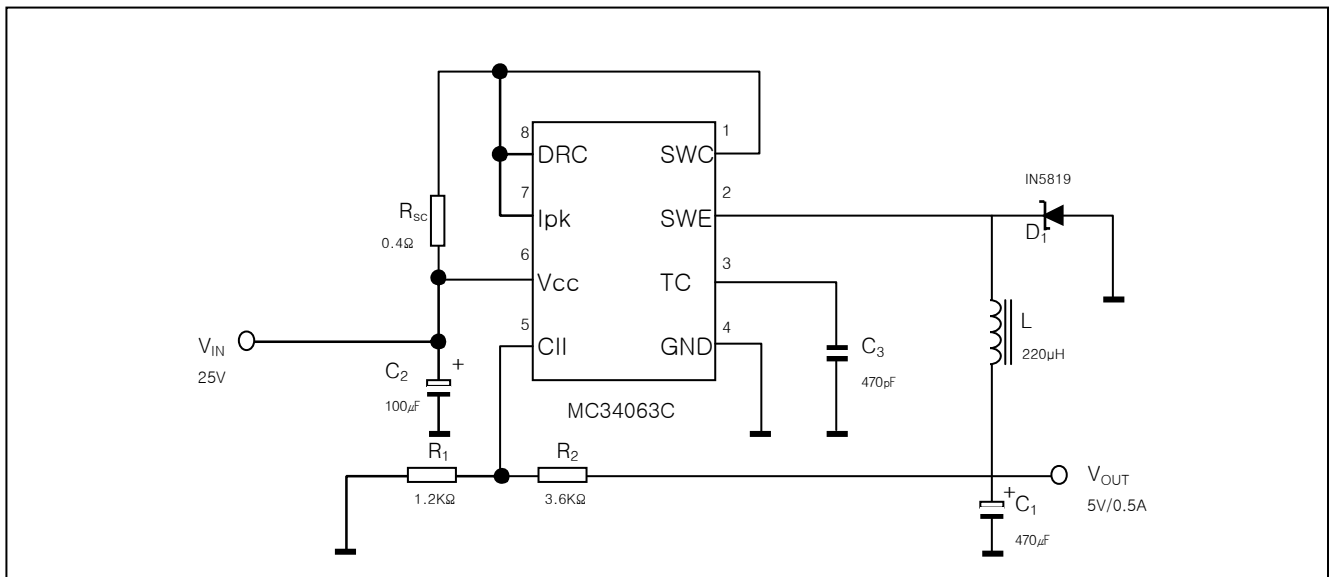 8
DRC
SWC
1
7
Ipk
SWE
2
IN5819
D1
Rsc
0.4Ω
6
Vcc
TC
3
5
CII
GND
4
VIN
25V
C2
+
100μF
C3
470pF
L
220μH
MC34063C
R1
1.2KΩ
R2
3.6KΩ
VOUT
5V/0.5A
+
C1
470μF